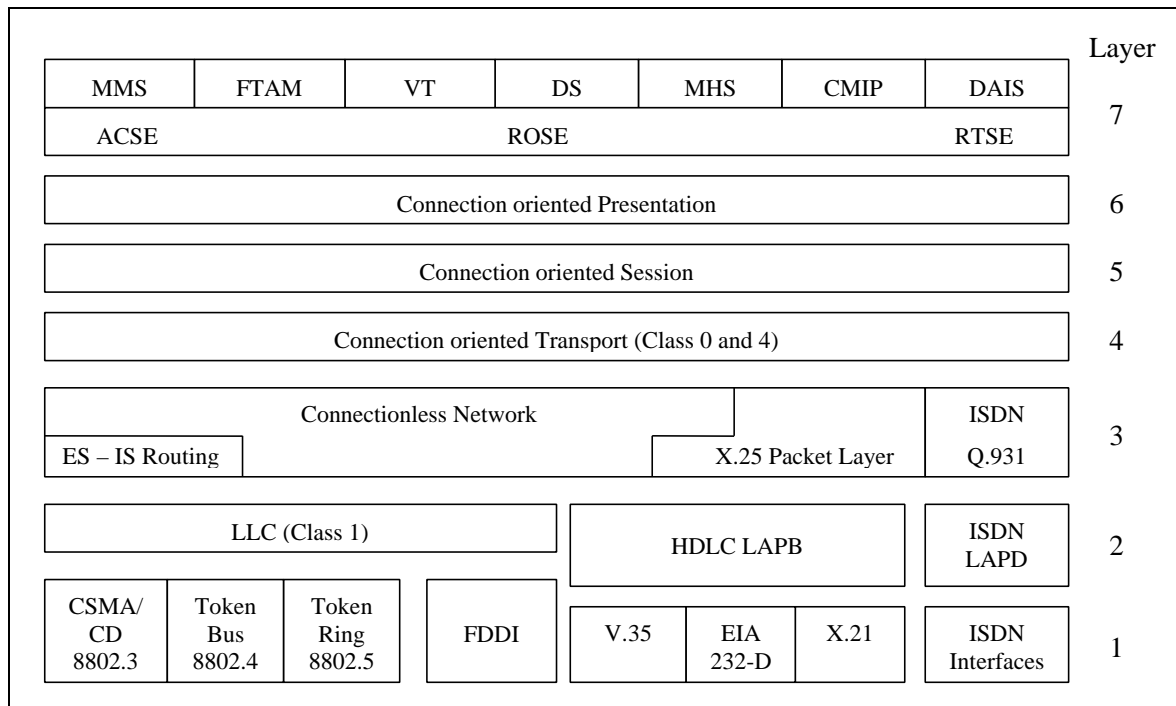 Layer
MMS FTAM VT DS MHS CMIP DAIS
7
ACSE ROSE RTSE
Connection oriented Presentation 6
Connection oriented Session 5
Connection oriented Transport (Class 0 and 4) 4
Connectionless Network ISDN
3
ES – IS Routing X.25 Packet Layer Q.931
LLC (Class 1)
HDLC LAPB
ISDN
LAPD
2
CSMA/
CD
8802.3
Token
Bus
8802.4
Token
Ring
8802.5
FDDI
V.35
EIA
232-D
X.21
ISDN
Interfaces
1